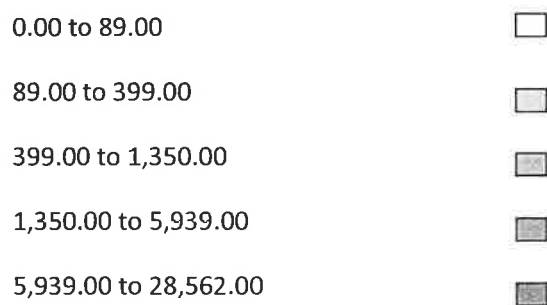 0.00 to 89.00
89.00 to 399.00
399.00 to 1,350.00
1,350.00 to 5,939.00
5,939.00 to 28,562.00